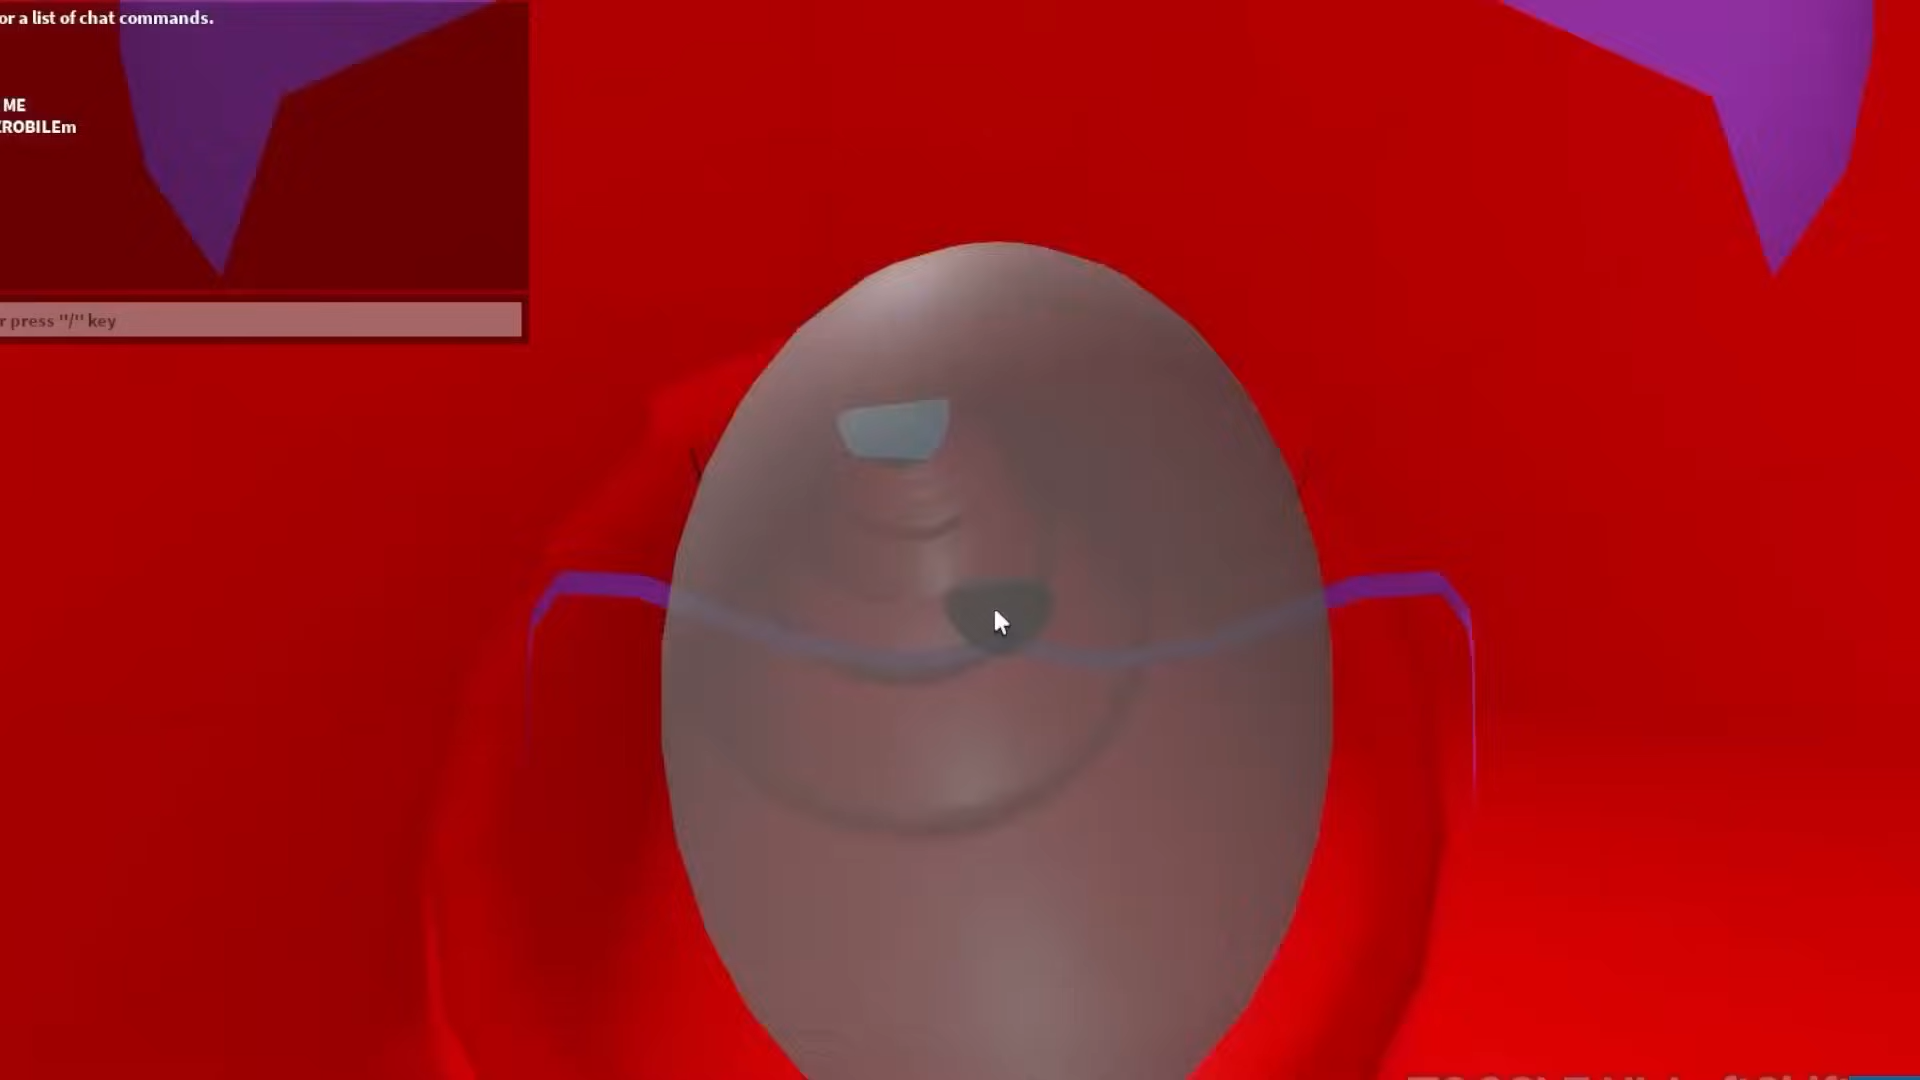 or a list of chat commands.
ME
ROBILEm
r press "/" key